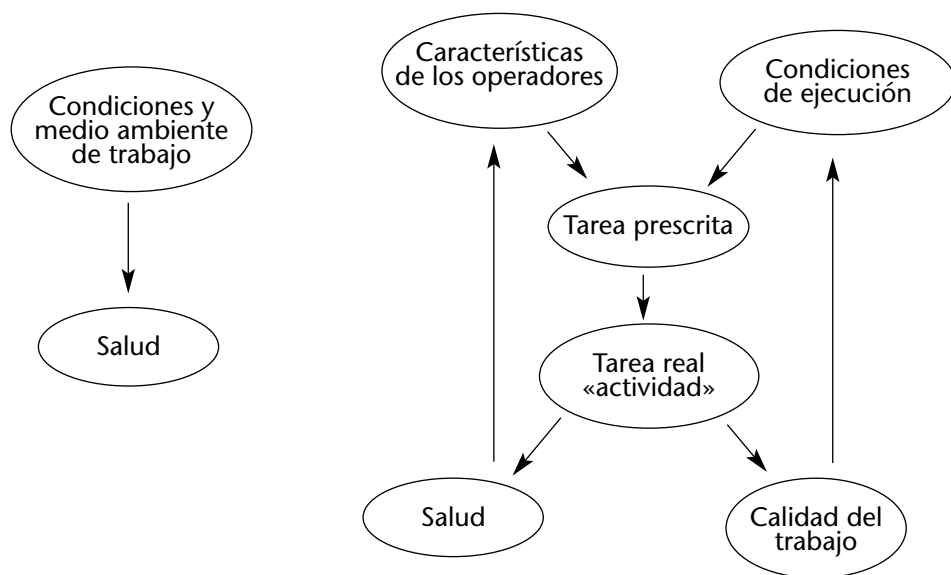 Condiciones y
medio ambiente
de trabajo
Salud
Características
de los operadores
Condiciones
de ejecución
Tarea prescrita
Tarea real
«actividad»
Salud
Calidad del
trabajo